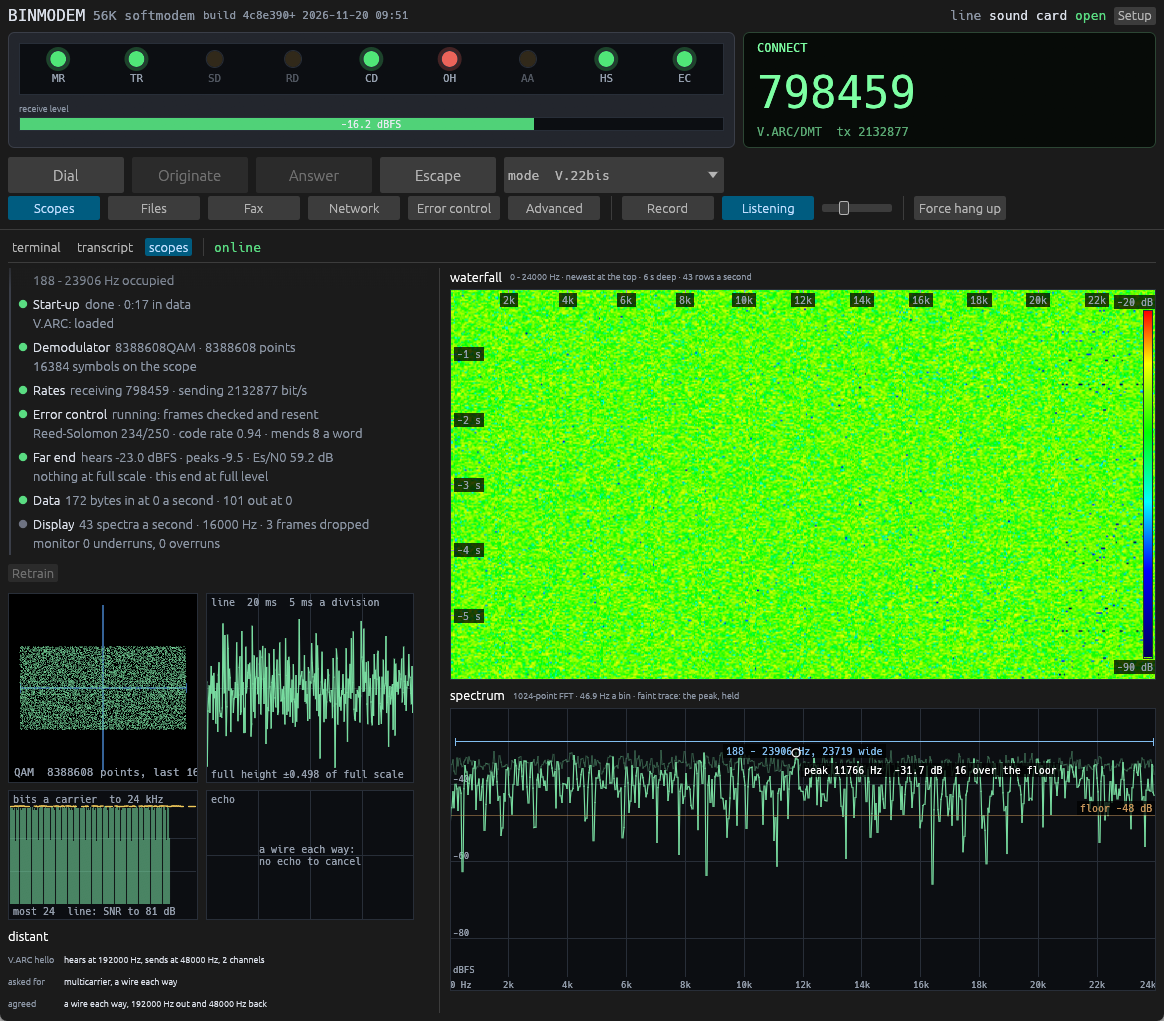 BINMODEM 56K softmodem build 4c8e390+ 2026-11-20 09:51
line sound card open Setup
MR TR SD RD CD OH AA HS EC
receive level
-16.2 dBFS
CONNECT
798459
V.ARC/DMT tx 2132877
Dial Originate Answer Escape mode V.22bis
Scopes Files Fax Network Error control Advanced Record Listening Force hang up
terminal transcript scopes online
188 - 23906 Hz occupied
Start-up done · 0:17 in data
V.ARC: loaded
Demodulator 8388608QAM · 8388608 points
16384 symbols on the scope
Rates receiving 798459 · sending 2132877 bit/s
Error control running: frames checked and resent
Reed-Solomon 234/250 · code rate 0.94 · mends 8 a word
Far end hears -23.0 dBFS · peaks -9.5 · Es/N0 59.2 dB
nothing at full scale · this end at full level
Data 172 bytes in at 0 a second · 101 out at 0
Display 43 spectra a second · 16000 Hz · 3 frames dropped
monitor 0 underruns, 0 overruns
Retrain
QAM 8388608 points, last 16
line 20 ms 5 ms a division
full height ±0.498 of full scale
bits a carrier to 24 kHz
most 24 line: SNR to 81 dB
echo
a wire each way:
no echo to cancel
distant
V.ARC hello hears at 192000 Hz, sends at 48000 Hz, 2 channels
asked for multicarrier, a wire each way
agreed a wire each way, 192000 Hz out and 48000 Hz back
waterfall 0 - 24000 Hz · newest at the top · 6 s deep · 43 rows a second
2k 4k 6k 8k 10k 12k 14k 16k 18k 20k 22k -20 dB
-1 s
-2 s
-3 s
-4 s
-5 s
-90 dB
spectrum 1024-point FFT · 46.9 Hz a bin · faint trace: the peak, held
188 - 23906 Hz, 23719 wide
peak 11766 Hz -31.7 dB 16 over the floor
-40
floor -48 dB
-60
-80
dBFS
0 Hz 2k 4k 6k 8k 10k 12k 14k 16k 18k 20k 22k 24k